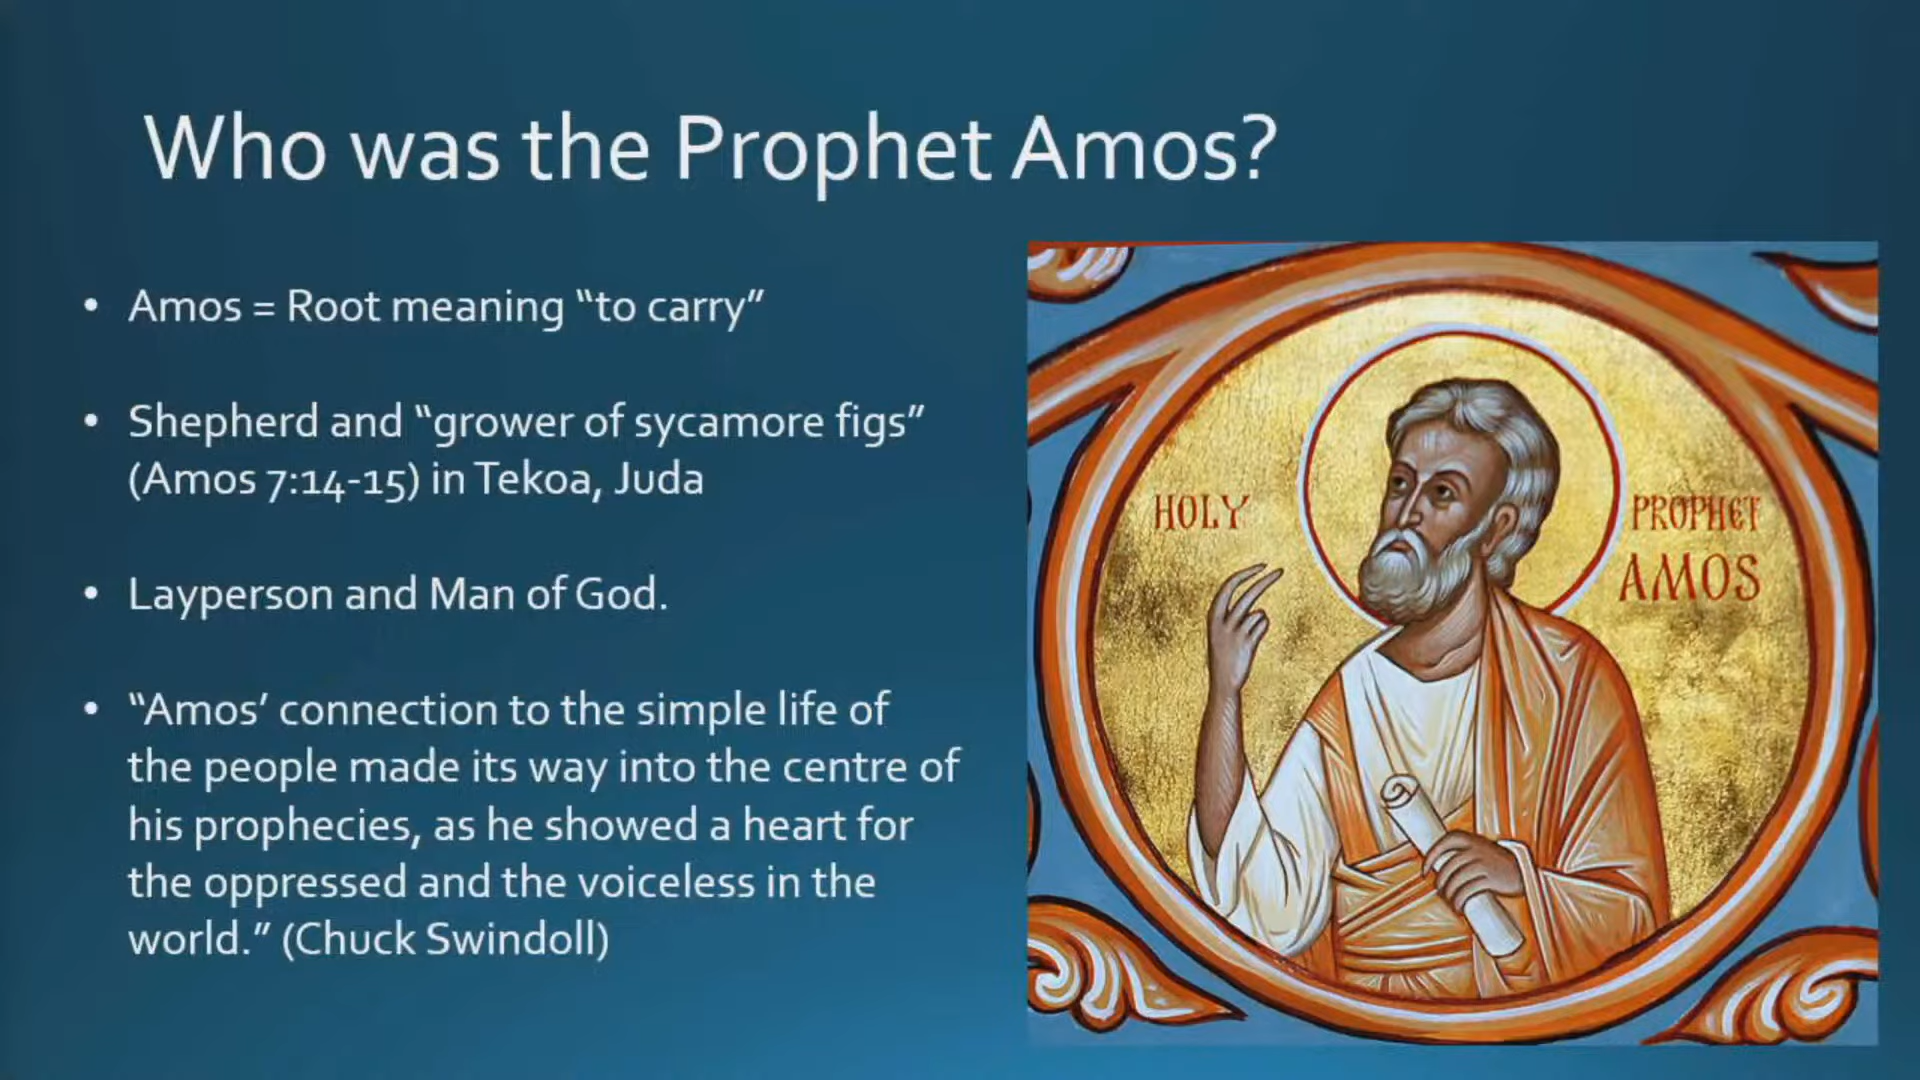 Who was the Prophet Amos?
• Amos = Root meaning “to carry”
• Shepherd and “grower of sycamore figs”
(Amos 7:14-15) in Tekoa, Juda
• Layperson and Man of God.
• “Amos’ connection to the simple life of
the people made its way into the centre of
his prophecies, as he showed a heart for
the oppressed and the voiceless in the
world.” (Chuck Swindoll)
HOLY
PROPHET
AMOS